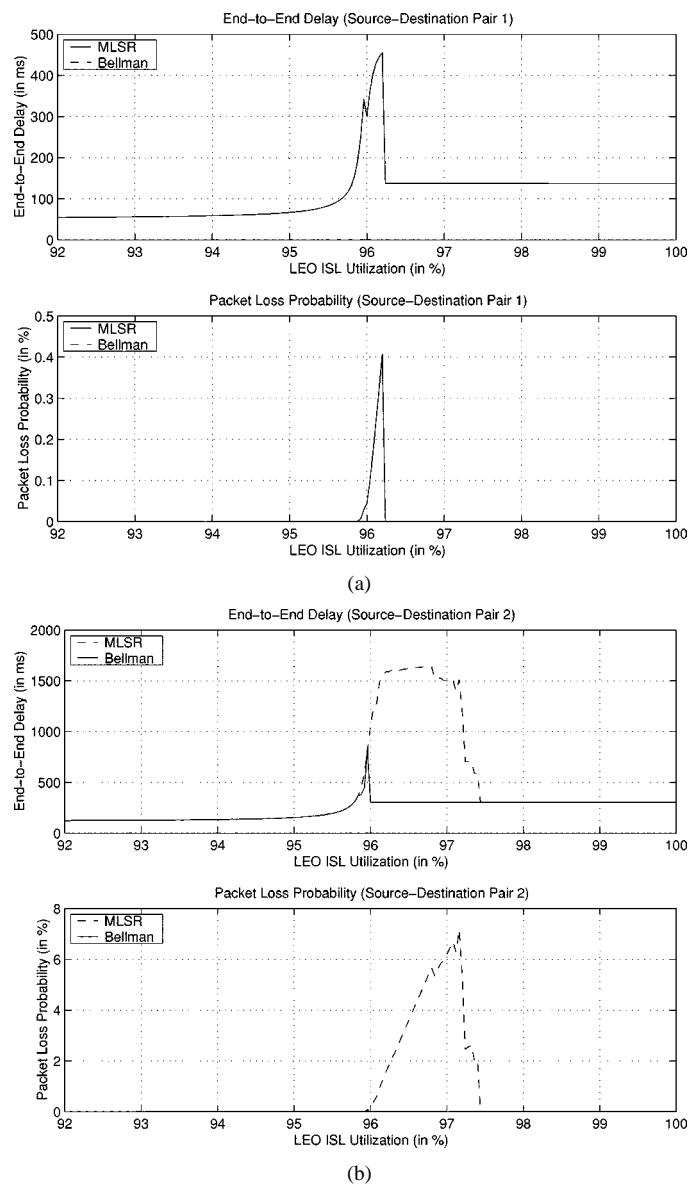 End-to-End Delay (Source-Destination Pair 1)
500
400
300
200
100
0
End-to-End Delay (in ms)
MLSR
Bellman
92 93 94 95 96 97 98 99 100
LEO ISL Utilization (in %)
Packet Loss Probability (Source-Destination Pair 1)
0.5
0.4
0.3
0.2
0.1
0
Packet Loss Probability (in %)
MLSR
Bellman
92 93 94 95 96 97 98 99 100
LEO ISL Utilization (in %)
(a)
End-to-End Delay (Source-Destination Pair 2)
2000
1500
1000
500
0
End-to-End Delay (in ms)
MLSR
Bellman
92 93 94 95 96 97 98 99 100
LEO ISL Utilization (in %)
Packet Loss Probability (Source-Destination Pair 2)
8
6
4
2
0
Packet Loss Probability (in %)
MLSR
Bellman
92 93 94 95 96 97 98 99 100
LEO ISL Utilization (in %)
(b)